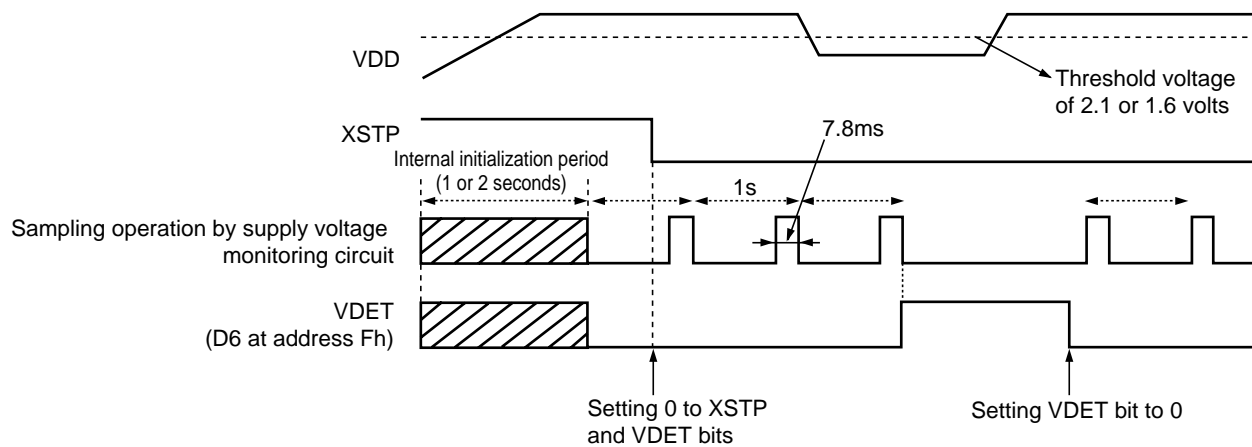 VDD
Threshold voltage
of 2.1 or 1.6 volts
XSTP
7.8ms
Internal initialization period
(1 or 2 seconds)
1s
Sampling operation by supply voltage
monitoring circuit
VDET
(D6 at address Fh)
Setting 0 to XSTP
and VDET bits
Setting VDET bit to 0